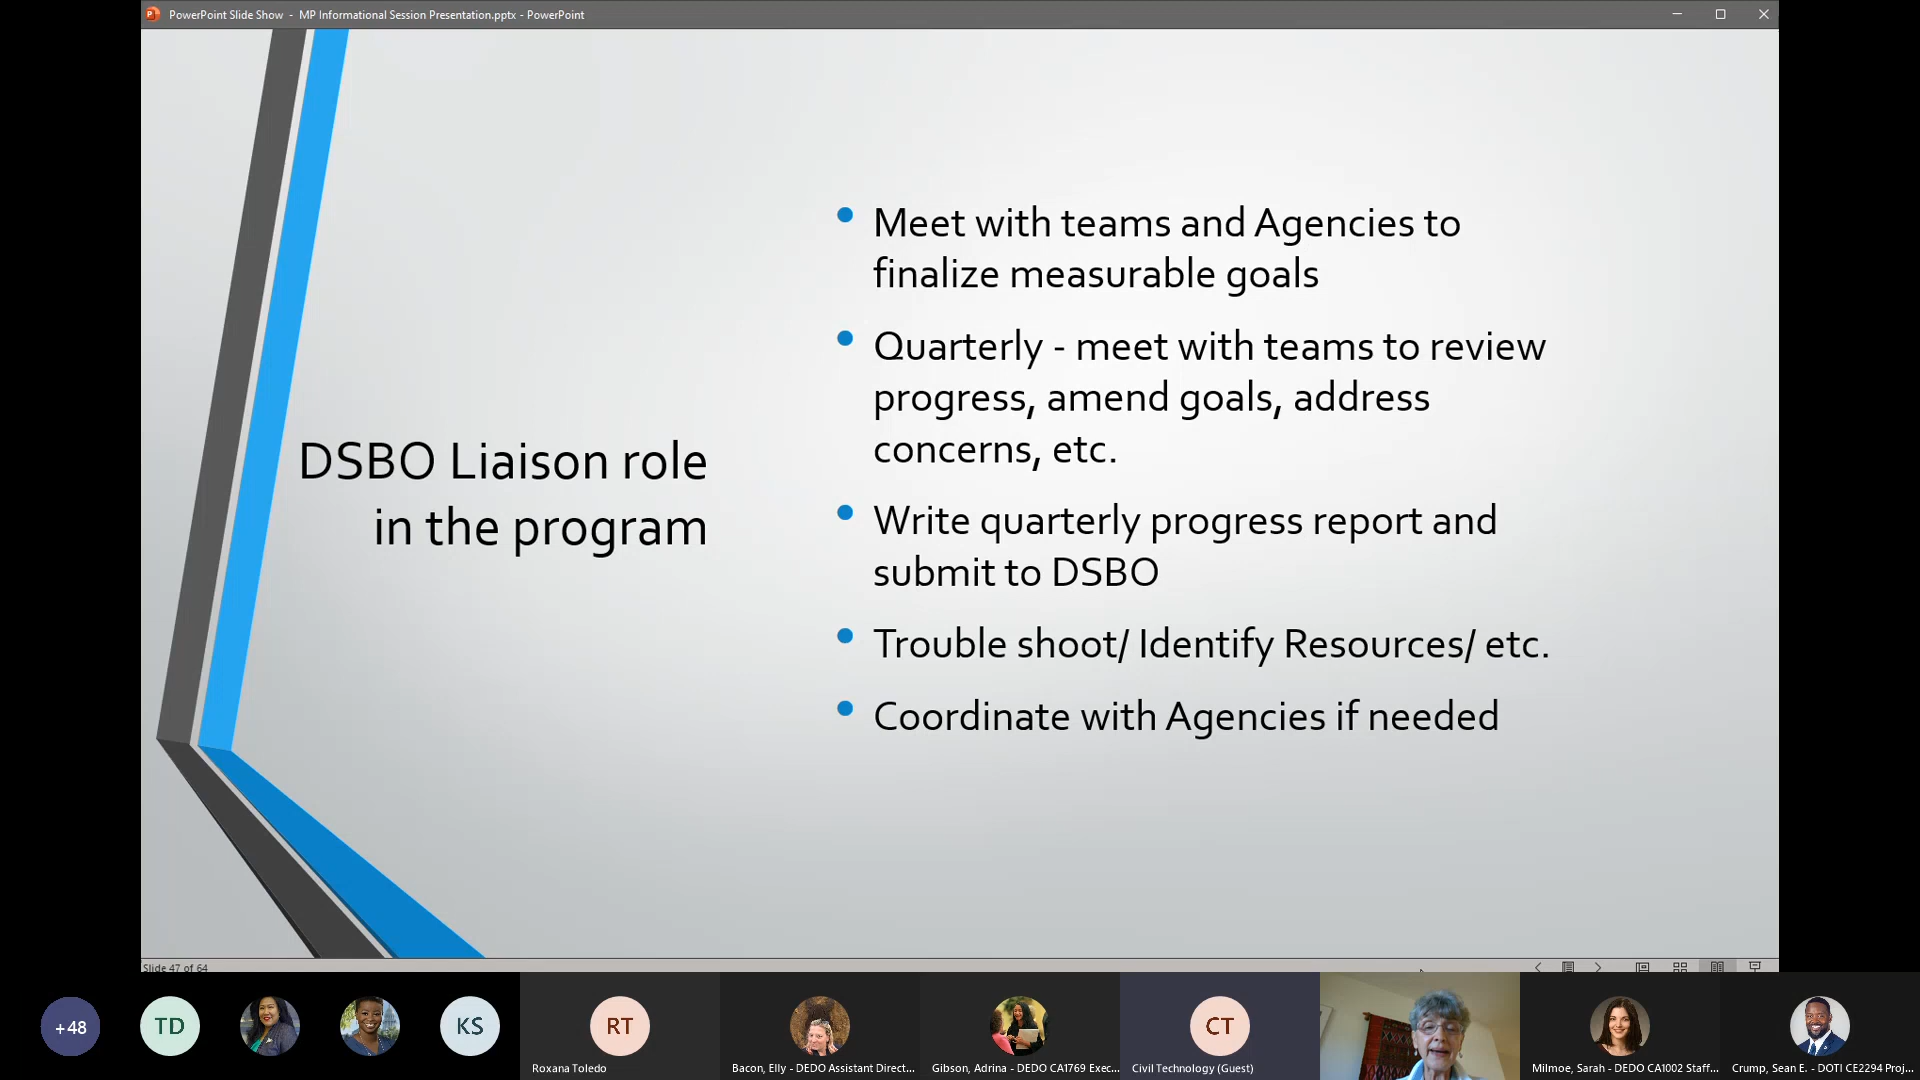 PowerPoint Slide Show - MP Informational Session Presentation.pptx - PowerPoint
DSBO Liaison role
in the program
Meet with teams and Agencies to
finalize measurable goals
Quarterly - meet with teams to review
progress, amend goals, address
concerns, etc.
Write quarterly progress report and
submit to DSBO
Trouble shoot/ Identify Resources/ etc.
Coordinate with Agencies if needed
Slide 47 of 64
+48
TD
KS
RT
CT
Roxana Toledo
Bacon, Elly - DEDO Assistant Direct...
Gibson, Adrina - DEDO CA1769 Exec...
Civil Technology (Guest)
Milmoe, Sarah - DEDO CA1002 Staff...
Crump, Sean E. - DOTI CE2294 Proj...